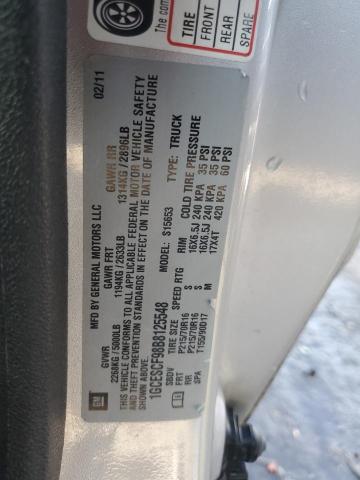 The com
TIRE
FRONT
REAR
SPARE
GM
MFD BY GENERAL MOTORS LLC
02/11
GVWR GAWR FRT GAWR RR
2268KG/5000LB 1194KG/2633LB 1314KG/2896LB
THIS VEHICLE CONFORMS TO ALL APPLICABLE FEDERAL MOTOR VEHICLE SAFETY
STANDARDS IN EFFECT ON THE DATE OF MANUFACTURE
SHOWN ABOVE.
1GCESCF98B8125548 MODEL: S15653 TYPE: TRUCK
SBDV TIRE SIZE SPEED RTG RIM COLD TIRE PRESSURE
FRT P215/70R16 S 16X6.5J 240 KPA 35 PSI
RR P215/70R16 S 16X6.5J 240 KPA 35 PSI
SPA T155/90D17 M 17X4T 420 KPA 60 PSI